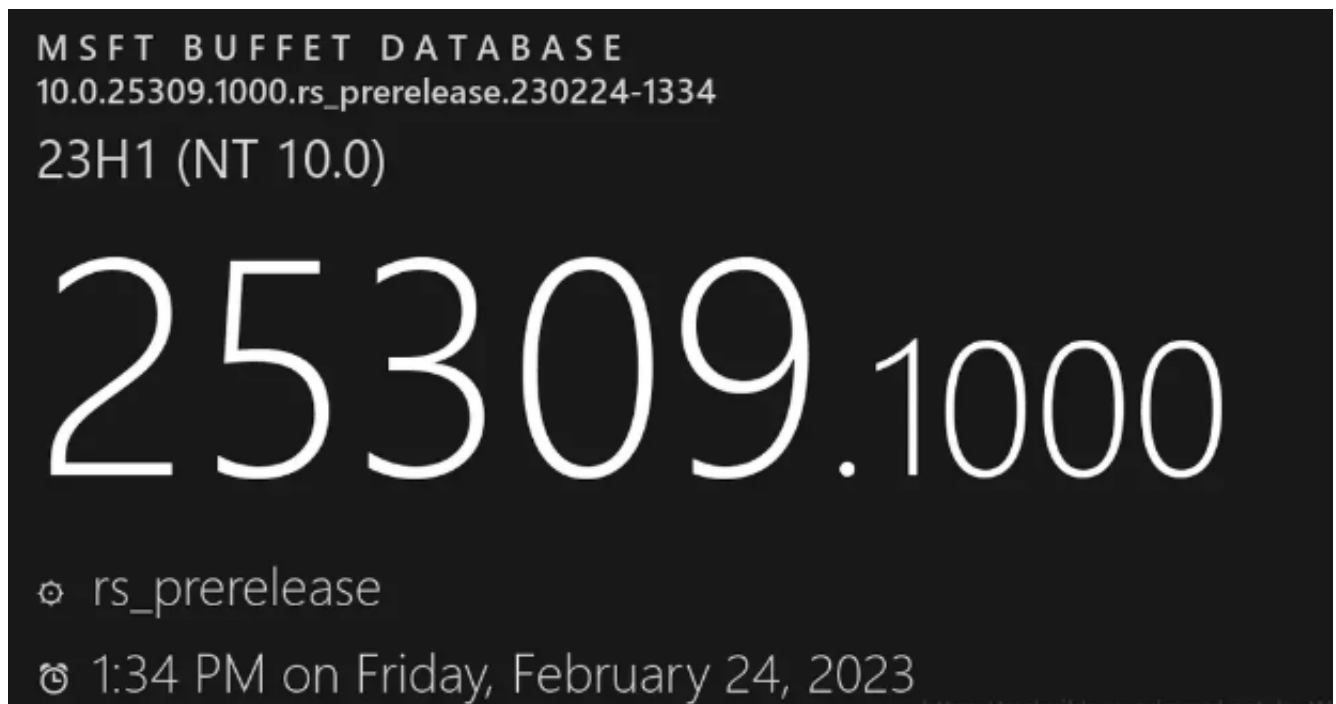 MSFT BUFFET DATABASE
10.0.25309.1000.rs_prerelease.230224-1334
23H1 (NT 10.0)
25309.1000
rs_prerelease
1:34 PM on Friday, February 24, 2023